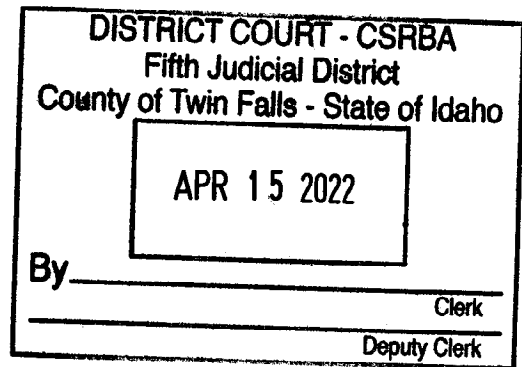 DISTRICT COURT - CSRBA
Fifth Judicial District
County of Twin Falls - State of Idaho
APR 15 2022
By
Clerk
Deputy Clerk